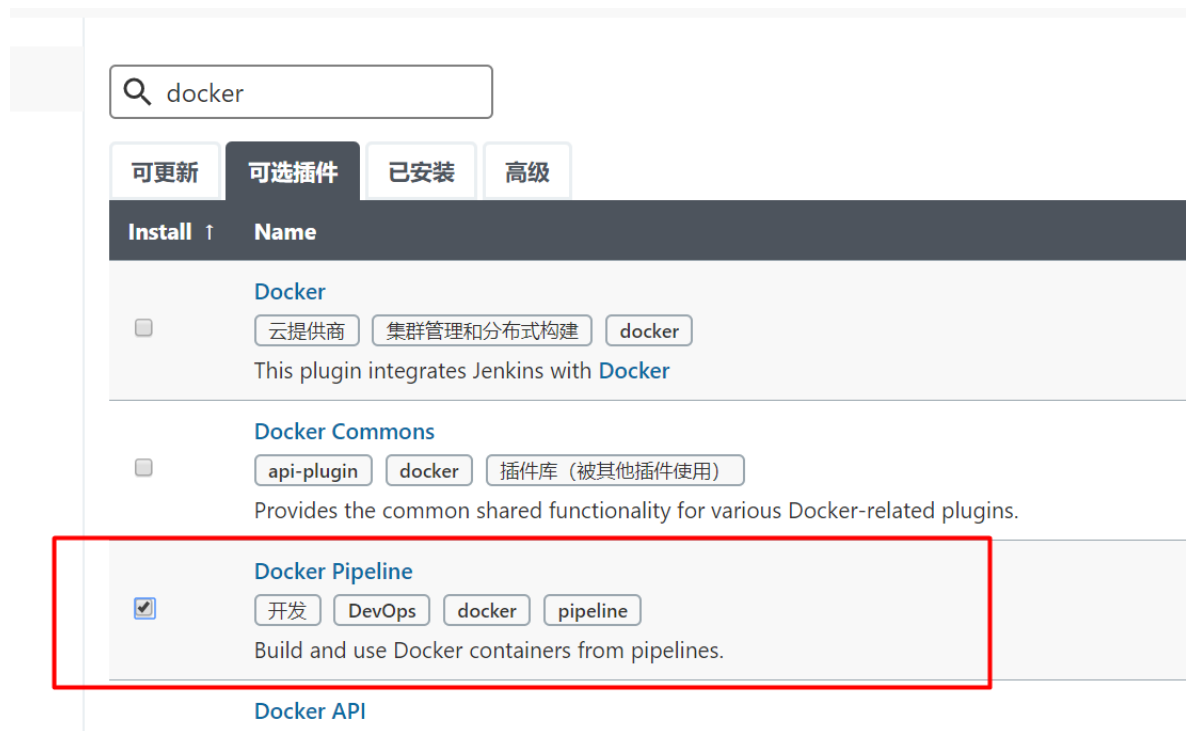 docker
可更新 可选插件 已安装 高级
Install ↑ Name
Docker
云提供商 集群管理和分布式构建 docker
This plugin integrates Jenkins with Docker
Docker Commons
api-plugin docker 插件库（被其他插件使用）
Provides the common shared functionality for various Docker-related plugins.
Docker Pipeline
开发 DevOps docker pipeline
Build and use Docker containers from pipelines.
Docker API